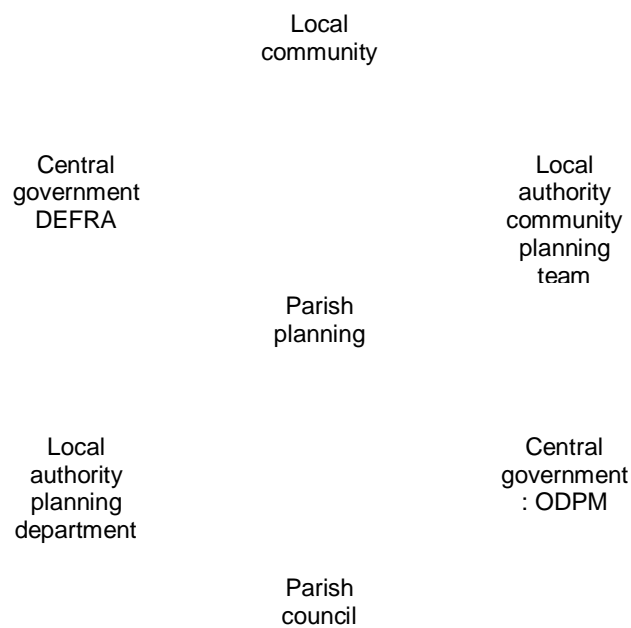 Local
community
Central
government
DEFRA
Local
authority
community
planning
team
Parish
planning
Local
authority
planning
department
Central
government
: ODPM
Parish
council